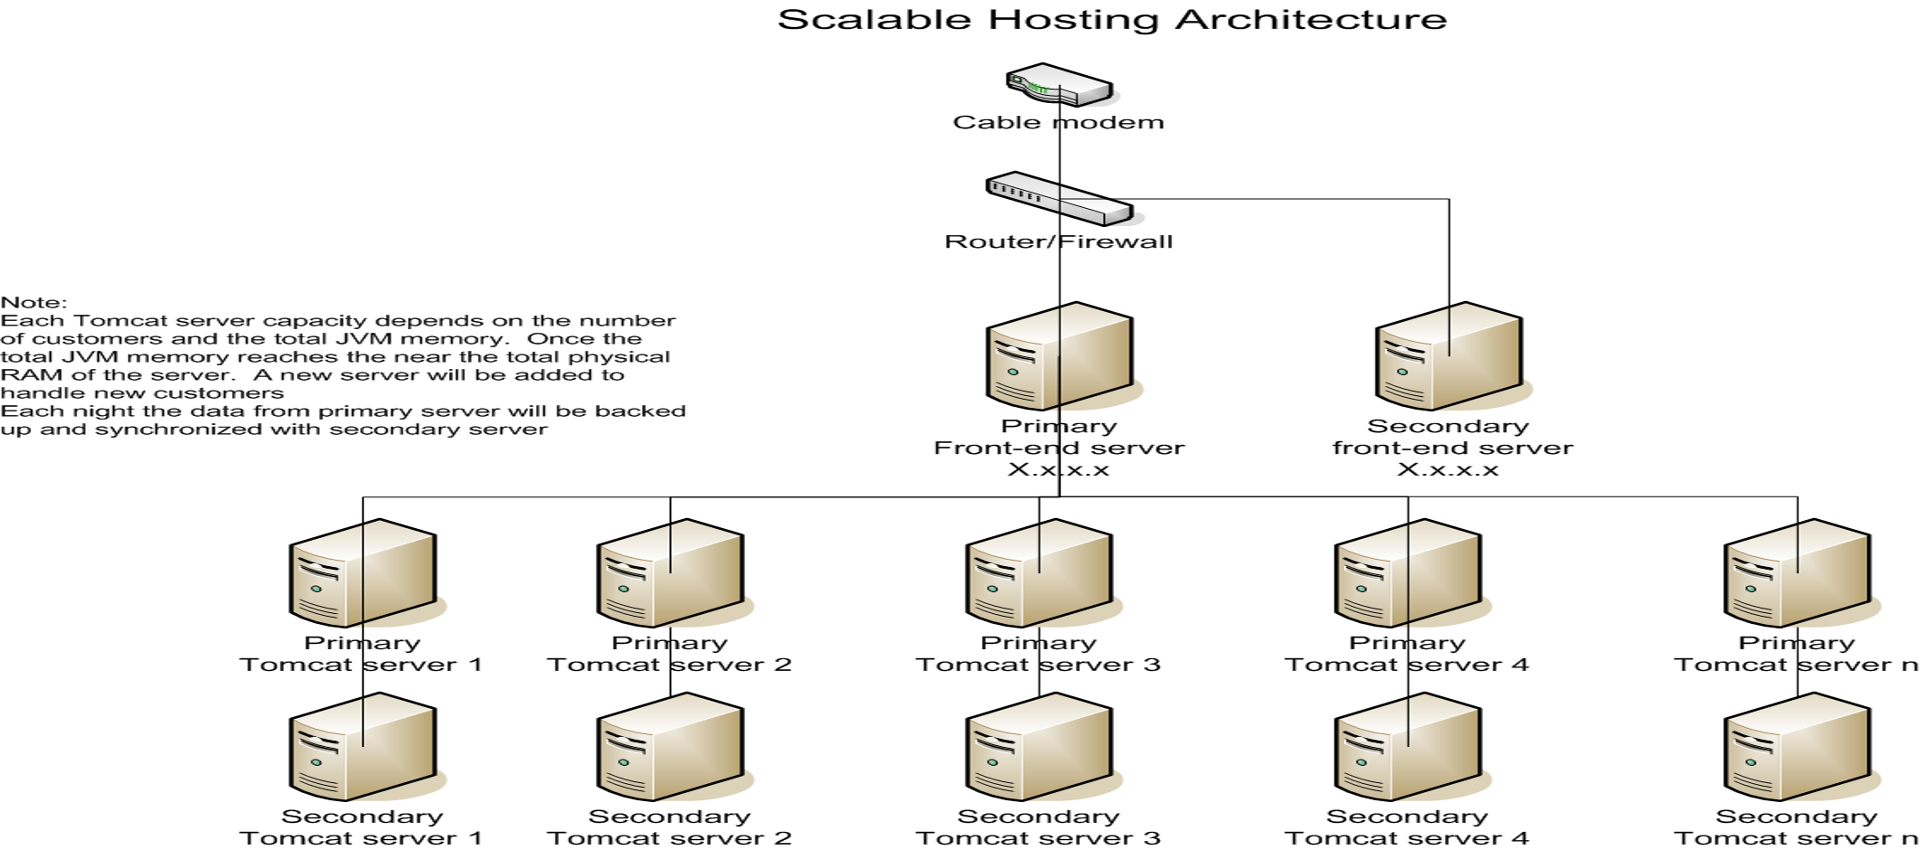 Scalable Hosting Architecture
Cable modem
Router/Firewall
Note:
Each Tomcat server capacity depends on the number
of customers and the total JVM memory.  Once the
total JVM memory reaches the near the total physical
RAM of the server.  A new server will be added to
handle new customers
Each night the data from primary server will be backed
up and synchronized with secondary server
Primary
Front-end server
X.x.x.x
Secondary
front-end server
X.x.x.x
Primary
Tomcat server 1
Primary
Tomcat server 2
Primary
Tomcat server 3
Primary
Tomcat server 4
Primary
Tomcat server n
Secondary
Tomcat server 1
Secondary
Tomcat server 2
Secondary
Tomcat server 3
Secondary
Tomcat server 4
Secondary
Tomcat server n